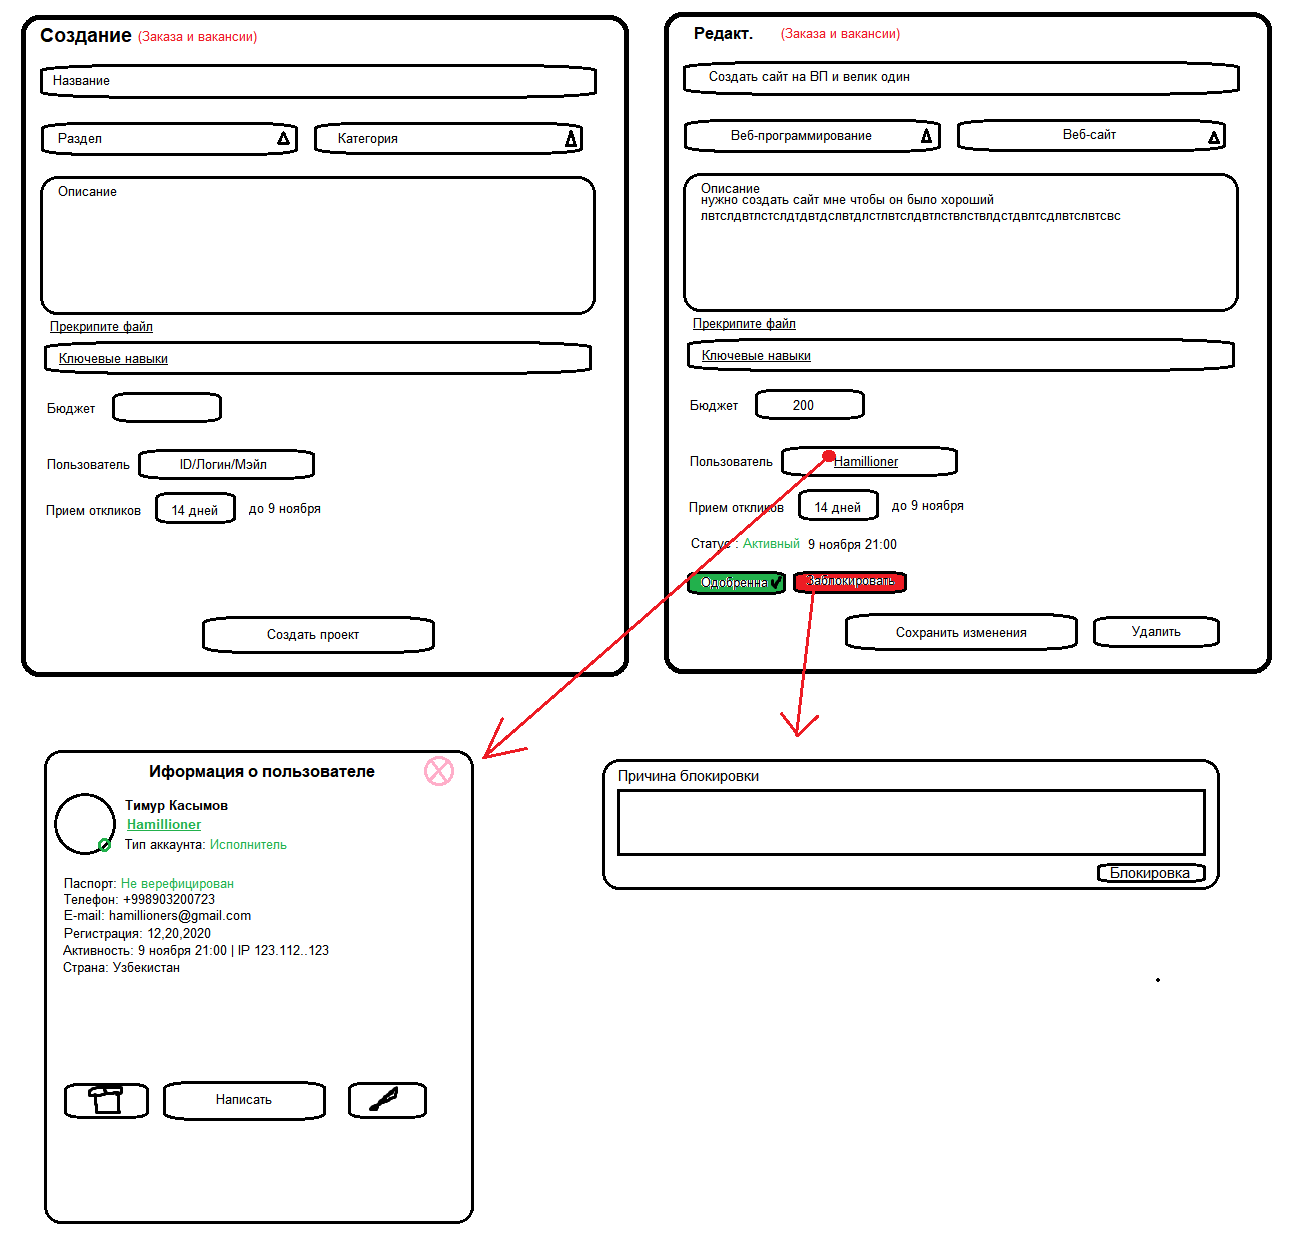 Создание (Заказа и вакансии)
Название
Раздел
Категория
Описание
Прекрипите файл
Ключевые навыки
Бюджет
Пользователь ID/Логин/Мэйл
Прием откликов 14 дней до 9 ноября
Создать проект
Редакт. (Заказа и вакансии)
Создать сайт на ВП и велик один
Веб-программирование
Веб-сайт
Описание
нужно создать сайт мне чтобы он было хороший
лвтслдвтлстслдтдвтдслвтдлстлвтслдвтлствлствлдстдвлтсдлвтслвтсвс
Прекрипите файл
Ключевые навыки
Бюджет 200
Пользователь Hamillioner
Прием откликов 14 дней до 9 ноября
Статус : Активный 9 ноября 21:00
Одобренна Заблокировать
Сохранить изменения Удалить
Иформация о пользователе
Тимур Касымов
Hamillioner
Тип аккаунта: Исполнитель
Паспорт: Не верефицирован
Телефон: +998903200723
E-mail: hamillioners@gmail.com
Регистрация: 12,20,2020
Активность: 9 ноября 21:00 | IP 123.112..123
Страна: Узбекистан
Написать
Причина блокировки
Блокировка